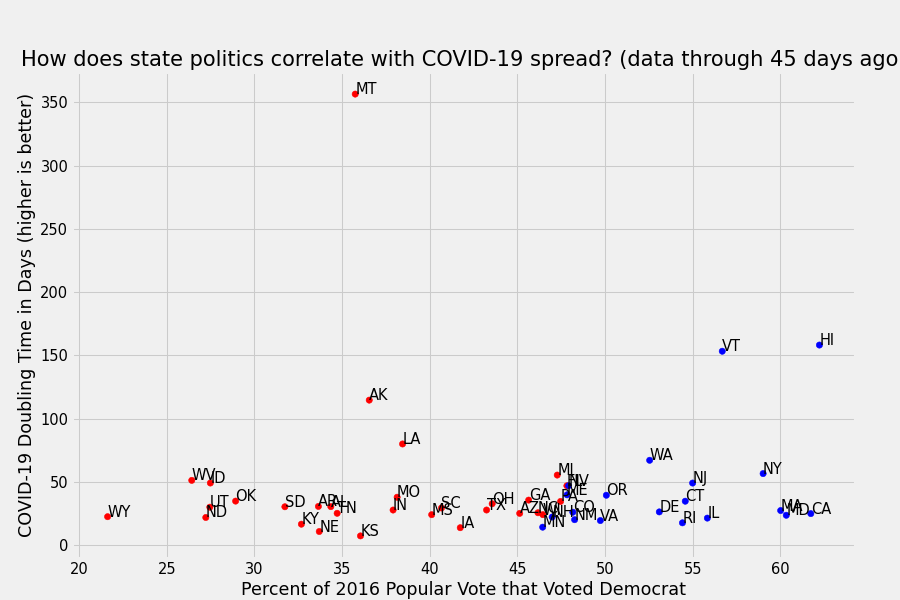 How does state politics correlate with COVID-19 spread? (data through 45 days ago
COVID-19 Doubling Time in Days (higher is better)
350
300
250
200
150
100
50
0
MT
HI
VT
AK
LA
WA
NY
MI
WV
ID
NV
NJ
ME
MO
OR
OK
CT
OH
GA
PA
SD
AR
AL
UT
SC
TX
IN
TN
CO
DE
MA
MD
CA
MS
AZ
NC
WI
NH
WY
ND
NM
VA
IL
RI
KY
MN
IA
NE
KS
20
25
30
35
40
45
50
55
60
Percent of 2016 Popular Vote that Voted Democrat